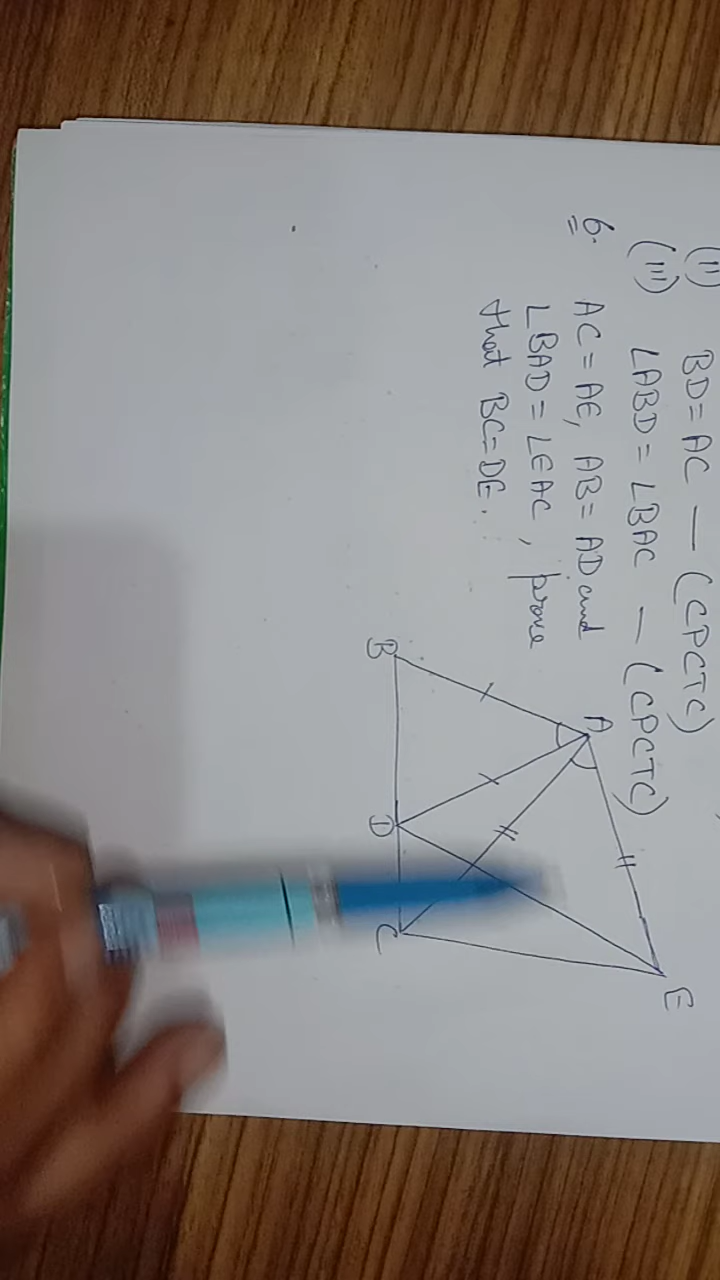 (i) BD = AC — (CPCTC)
(iii) ∠ABD = ∠BAC — (CPCTC)
6. AC = AE, AB = AD and
∠BAD = ∠EAC, prove
that BC = DE.
A
B
D
C
E